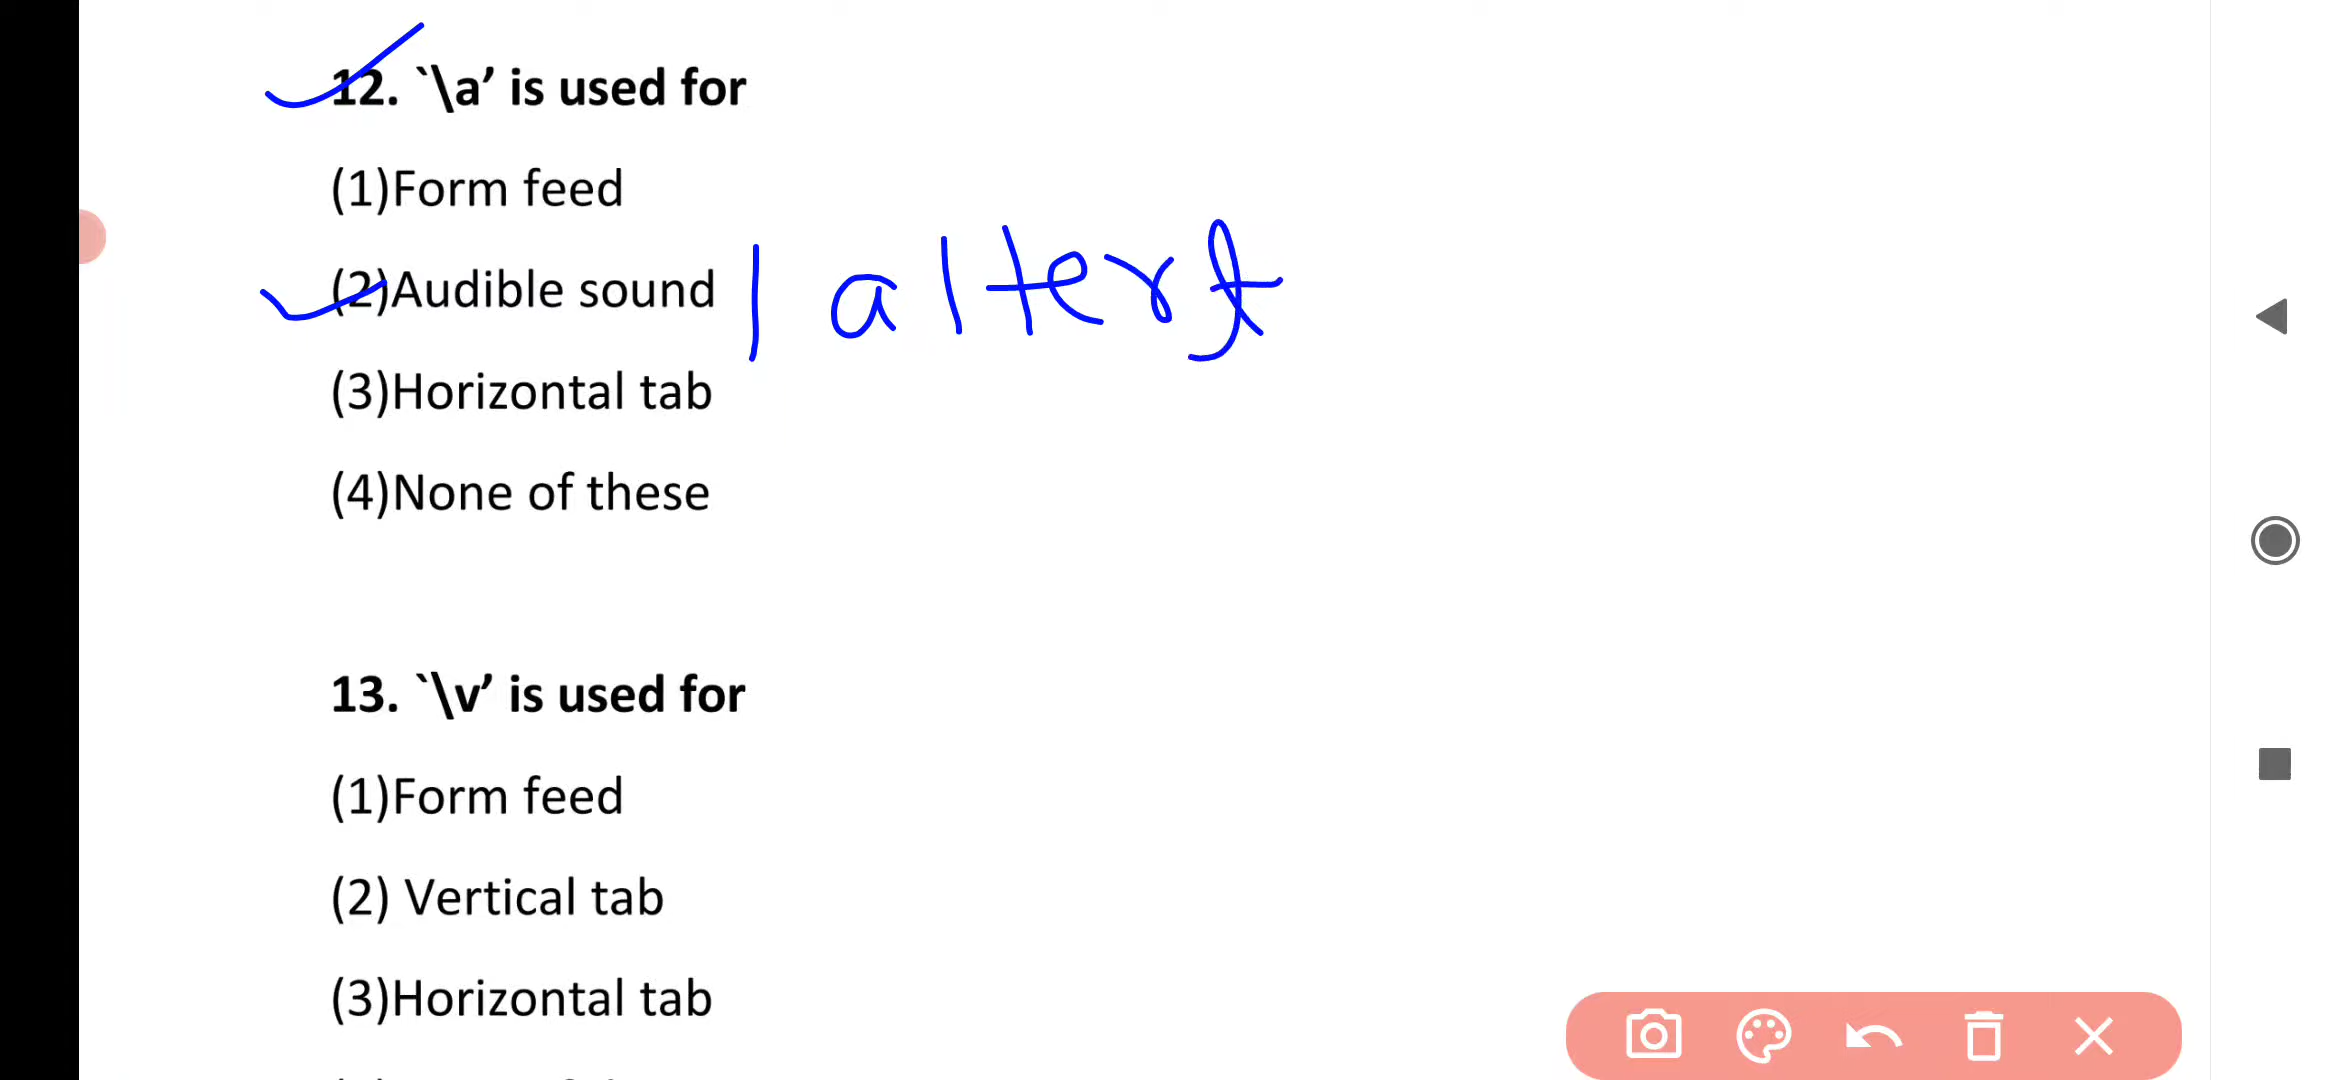 12. `\a’ is used for
(1)Form feed
(2)Audible sound | altert
(3)Horizontal tab
(4)None of these
13. `\v’ is used for
(1)Form feed
(2) Vertical tab
(3)Horizontal tab